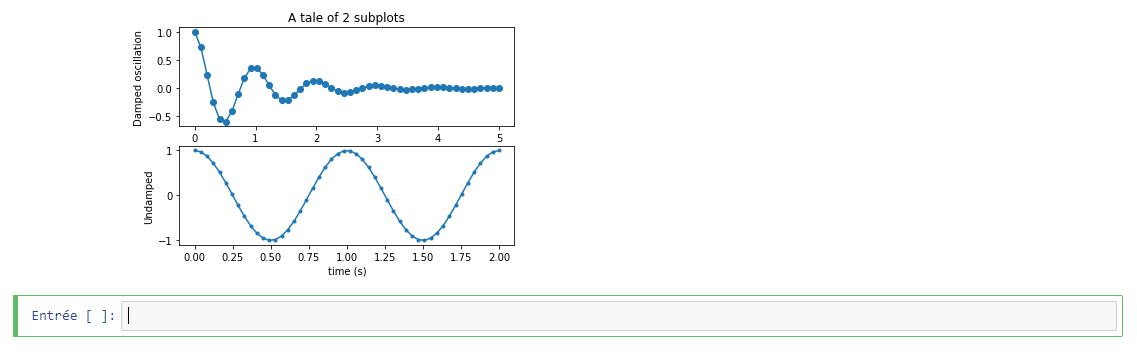 A tale of 2 subplots
Damped oscillation
1.0
0.5
0.0
−0.5
0 1 2 3 4 5
Undamped
1
0
−1
0.00 0.25 0.50 0.75 1.00 1.25 1.50 1.75 2.00
time (s)
Entrée [ ]: